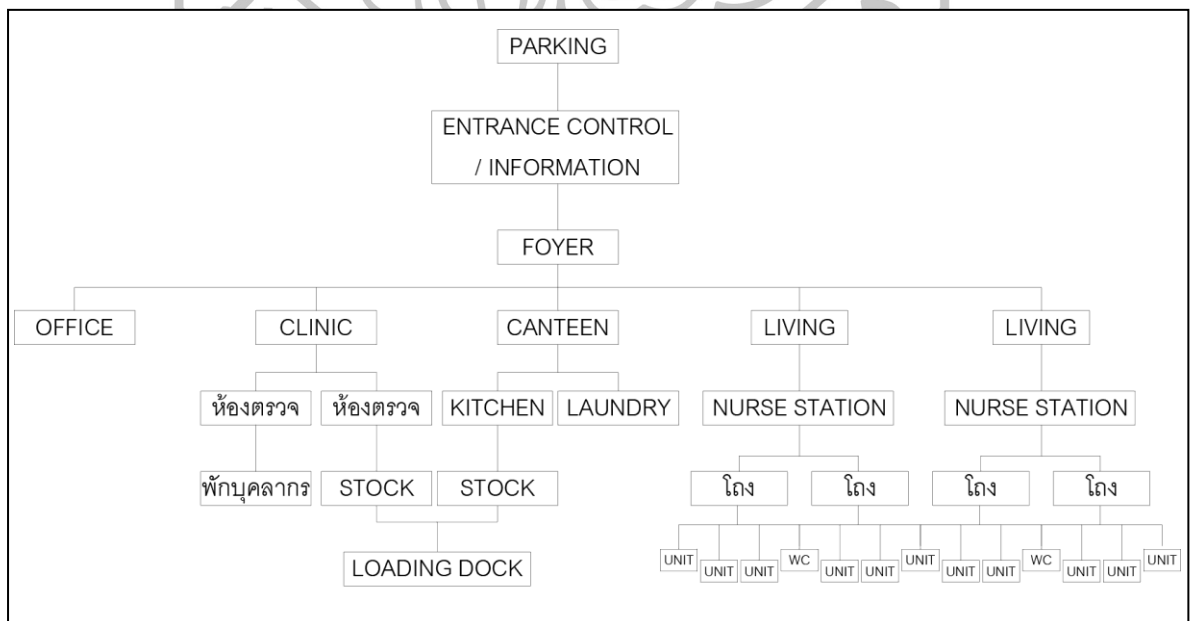 PARKING
ENTRANCE CONTROL
/ INFORMATION
FOYER
OFFICE
CLINIC
CANTEEN
LIVING
LIVING
ห้องตรวจ
ห้องตรวจ
KITCHEN
LAUNDRY
NURSE STATION
NURSE STATION
พักบุคลากร
STOCK
STOCK
โถง
โถง
โถง
โถง
LOADING DOCK
UNIT
UNIT
UNIT
WC
UNIT
UNIT
UNIT
UNIT
UNIT
WC
UNIT
UNIT
UNIT